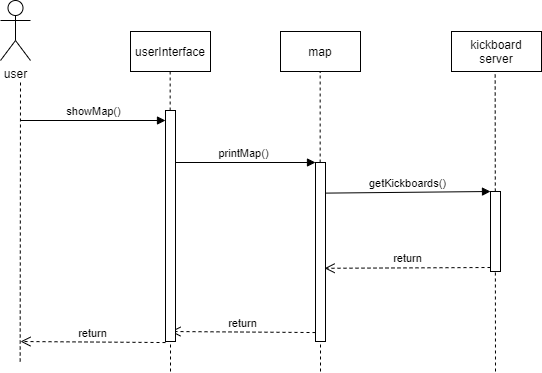 user
userInterface
map
kickboard
server
showMap()
printMap()
getKickboards()
return
return
return